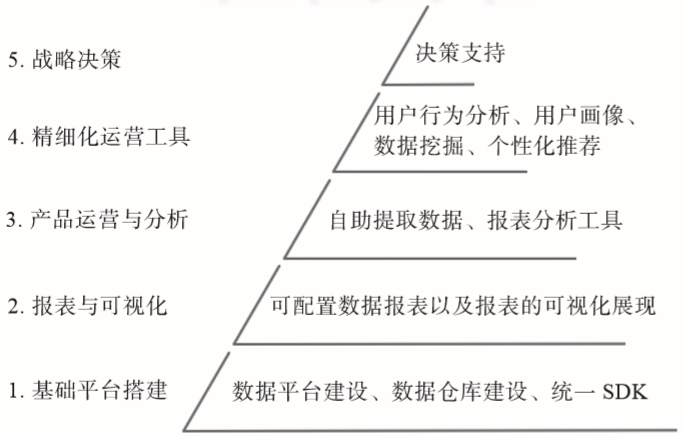 5. 战略决策
决策支持
4. 精细化运营工具
用户行为分析、用户画像、
数据挖掘、个性化推荐
3. 产品运营与分析
自助提取数据、报表分析工具
2. 报表与可视化
可配置数据报表以及报表的可视化展现
1. 基础平台搭建
数据平台建设、数据仓库建设、统一 SDK